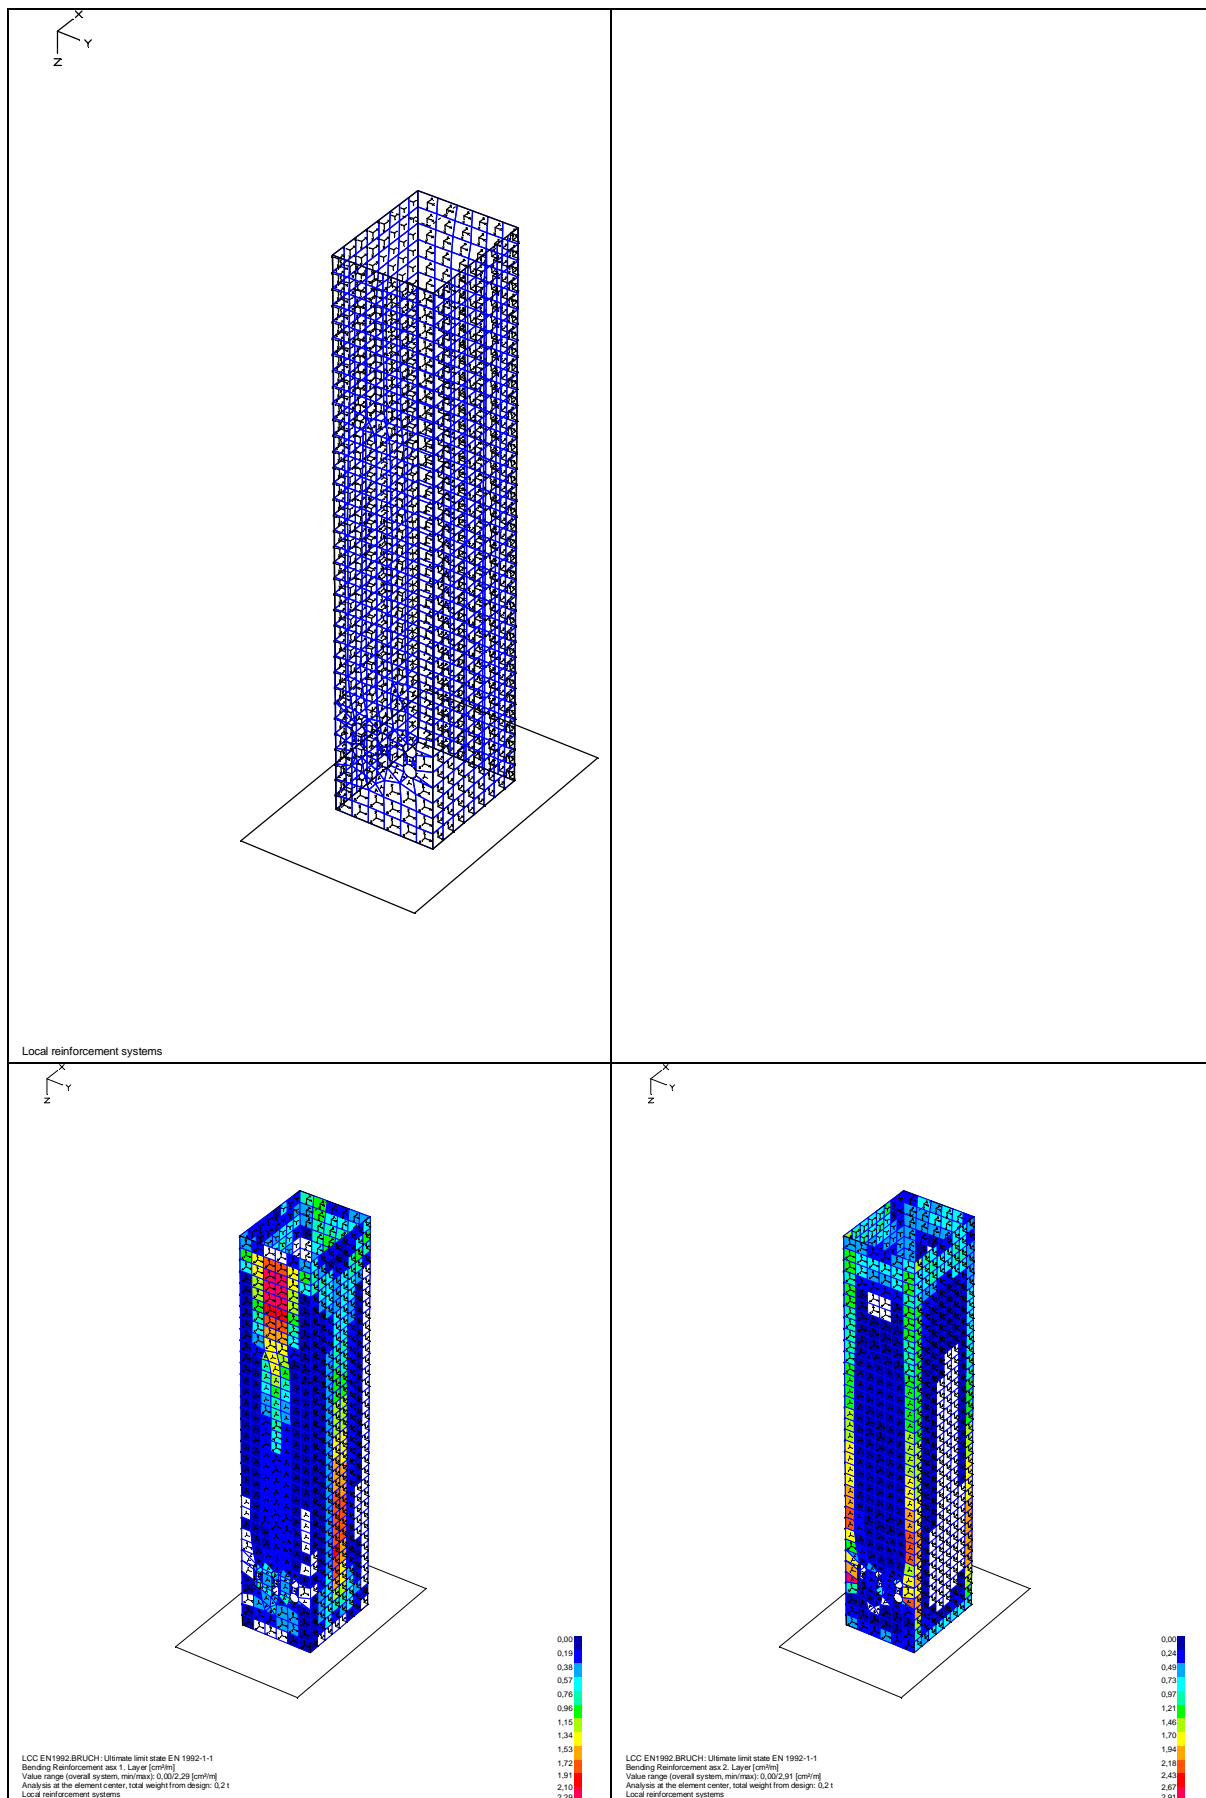 X
Y
Z
Local reinforcement systems
X
Y
Z
0,00
0,19
0,38
0,57
0,76
0,96
1,15
1,34
1,53
1,72
1,91
2,10
2,29
LCC EN1992.BRUCH: Ultimate limit state EN 1992-1-1
Bending Reinforcement asx 1. Layer [cm²/m]
Value range (overall system, min/max): 0,00/2,29 [cm²/m]
Analysis at the element center, total weight from design: 0,2 t
Local reinforcement systems
X
Y
Z
0,00
0,24
0,49
0,73
0,97
1,21
1,46
1,70
1,94
2,18
2,43
2,67
2,91
LCC EN1992.BRUCH: Ultimate limit state EN 1992-1-1
Bending Reinforcement asx 2. Layer [cm²/m]
Value range (overall system, min/max): 0,00/2,91 [cm²/m]
Analysis at the element center, total weight from design: 0,2 t
Local reinforcement systems